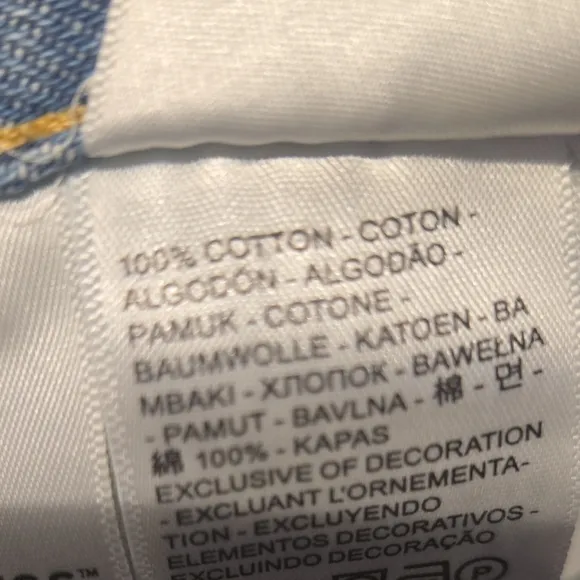 100% COTTON - COTON -
ALGODÓN - ALGODÃO -
PAMUK - COTONE -
BAUMWOLLE - KATOEN - BA
MBAKI - ХЛОПОК - BAWEŁNA
- PAMUT - BAVLNA - 棉 - 면 -
綿 100% - KAPAS
EXCLUSIVE OF DECORATION
- EXCLUANT L'ORNEMENTA-
TION - EXCLUYENDO
ELEMENTOS DECORATIVOS -
EXCLUINDO DECORAÇÃO
TM